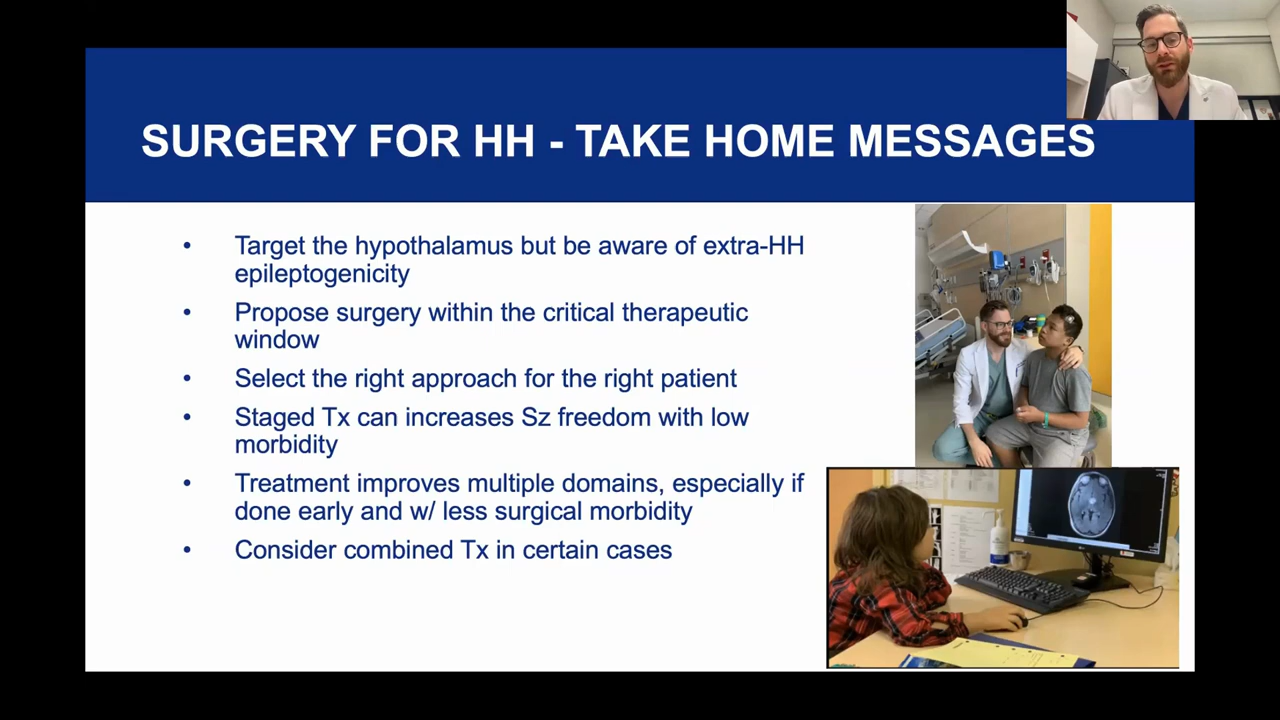 SURGERY FOR HH - TAKE HOME MESSAGES
• Target the hypothalamus but be aware of extra-HH
epileptogenicity
• Propose surgery within the critical therapeutic
window
• Select the right approach for the right patient
• Staged Tx can increases Sz freedom with low
morbidity
• Treatment improves multiple domains, especially if
done early and w/ less surgical morbidity
• Consider combined Tx in certain cases